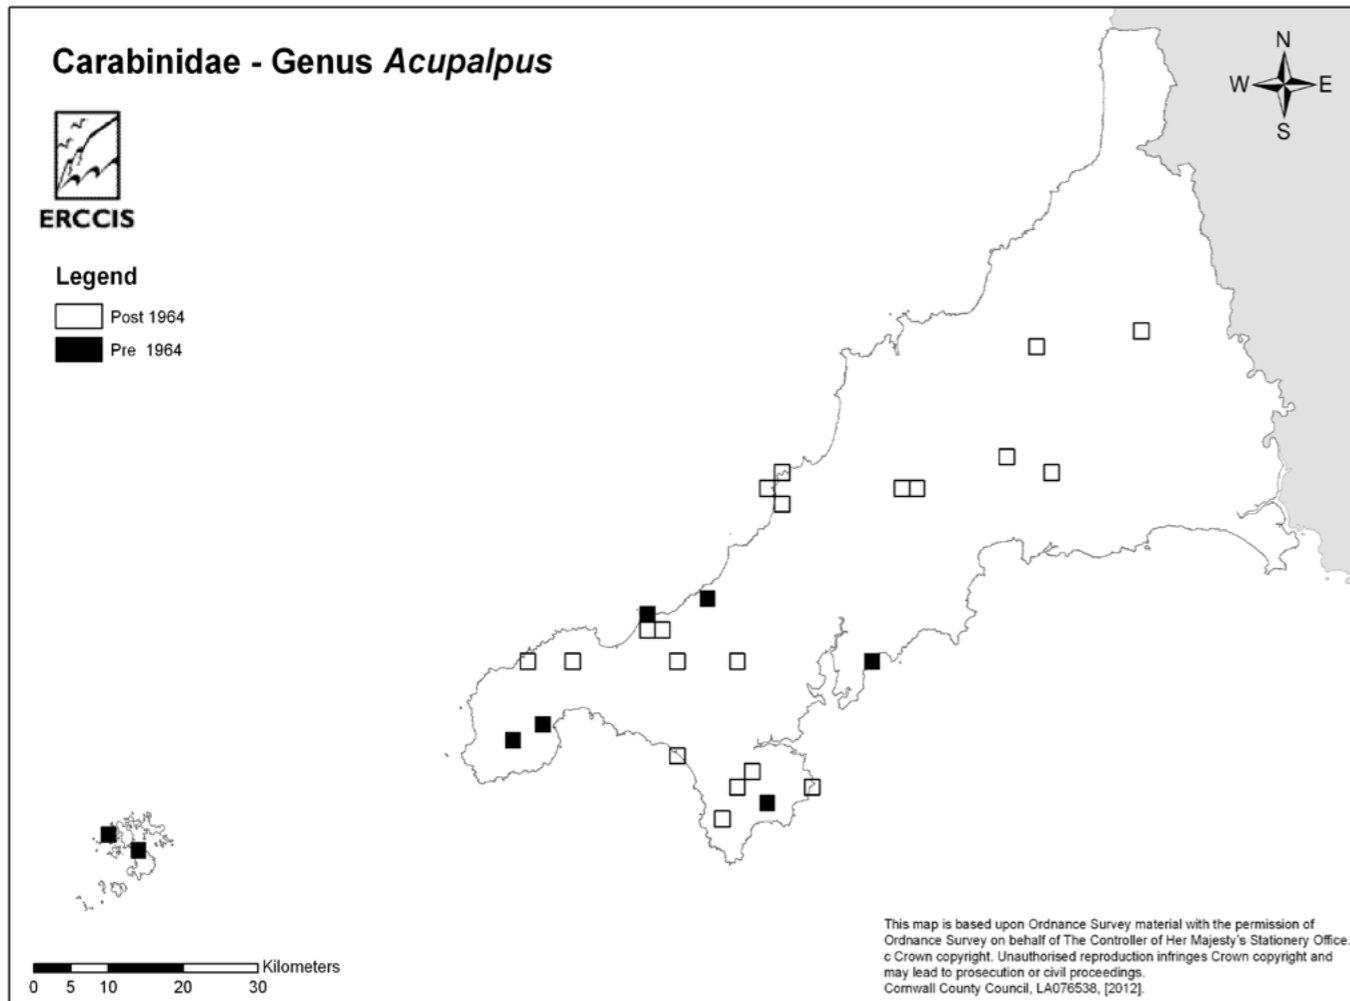 Carabinidae - Genus Acupalpus
N
W E
S
ERCCIS
Legend
Post 1964
Pre 1964
Kilometers
0 5 10 20 30
This map is based upon Ordnance Survey material with the permission of
Ordnance Survey on behalf of The Controller of Her Majesty's Stationery Office.
c Crown copyright. Unauthorised reproduction infringes Crown copyright and
may lead to prosecution or civil proceedings.
Cornwall County Council, LA076538, [2012].